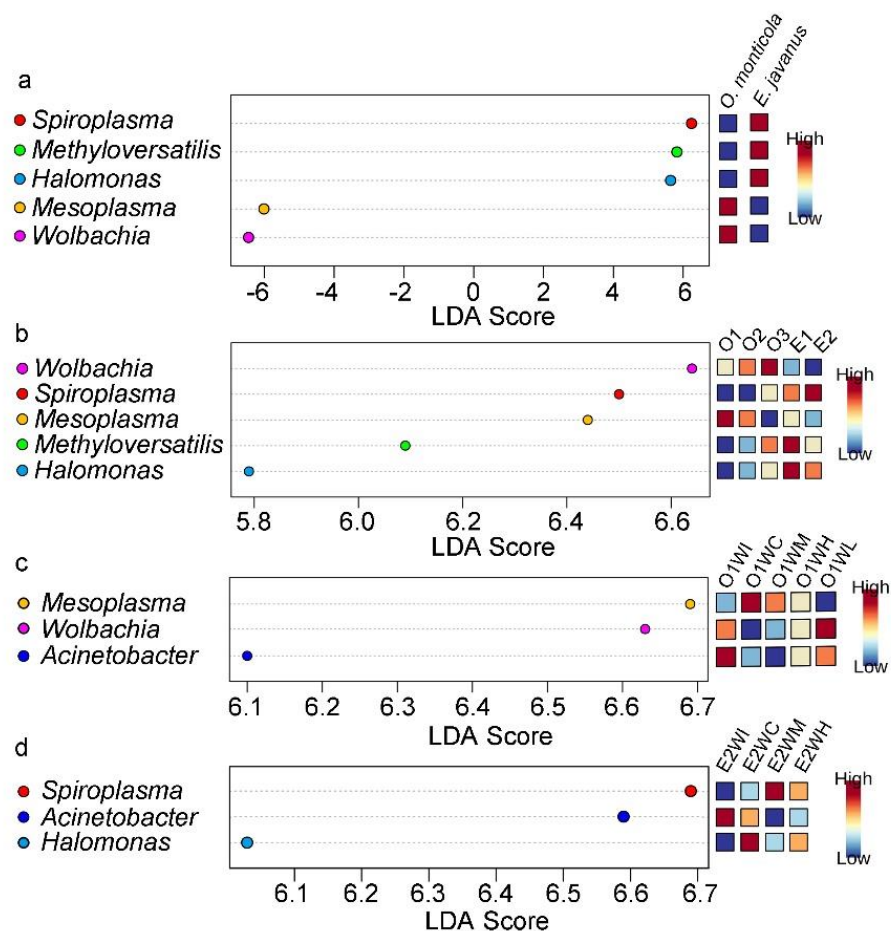 a
O. monticola
E. javanus
Spiroplasma
Methyloversatilis
Halomonas
Mesoplasma
Wolbachia
High
Low
-6 -4 -2 0 2 4 6
LDA Score
b
O1 O2 O3 E1 E2
Wolbachia
Spiroplasma
Mesoplasma
Methyloversatilis
Halomonas
High
Low
5.8 6.0 6.2 6.4 6.6
LDA Score
c
O1WI O1WC O1WM O1WH O1WL
Mesoplasma
Wolbachia
Acinetobacter
High
Low
6.1 6.2 6.3 6.4 6.5 6.6 6.7
LDA Score
d
E2WI E2WC E2WM E2WH
Spiroplasma
Acinetobacter
Halomonas
High
Low
6.1 6.2 6.3 6.4 6.5 6.6 6.7
LDA Score